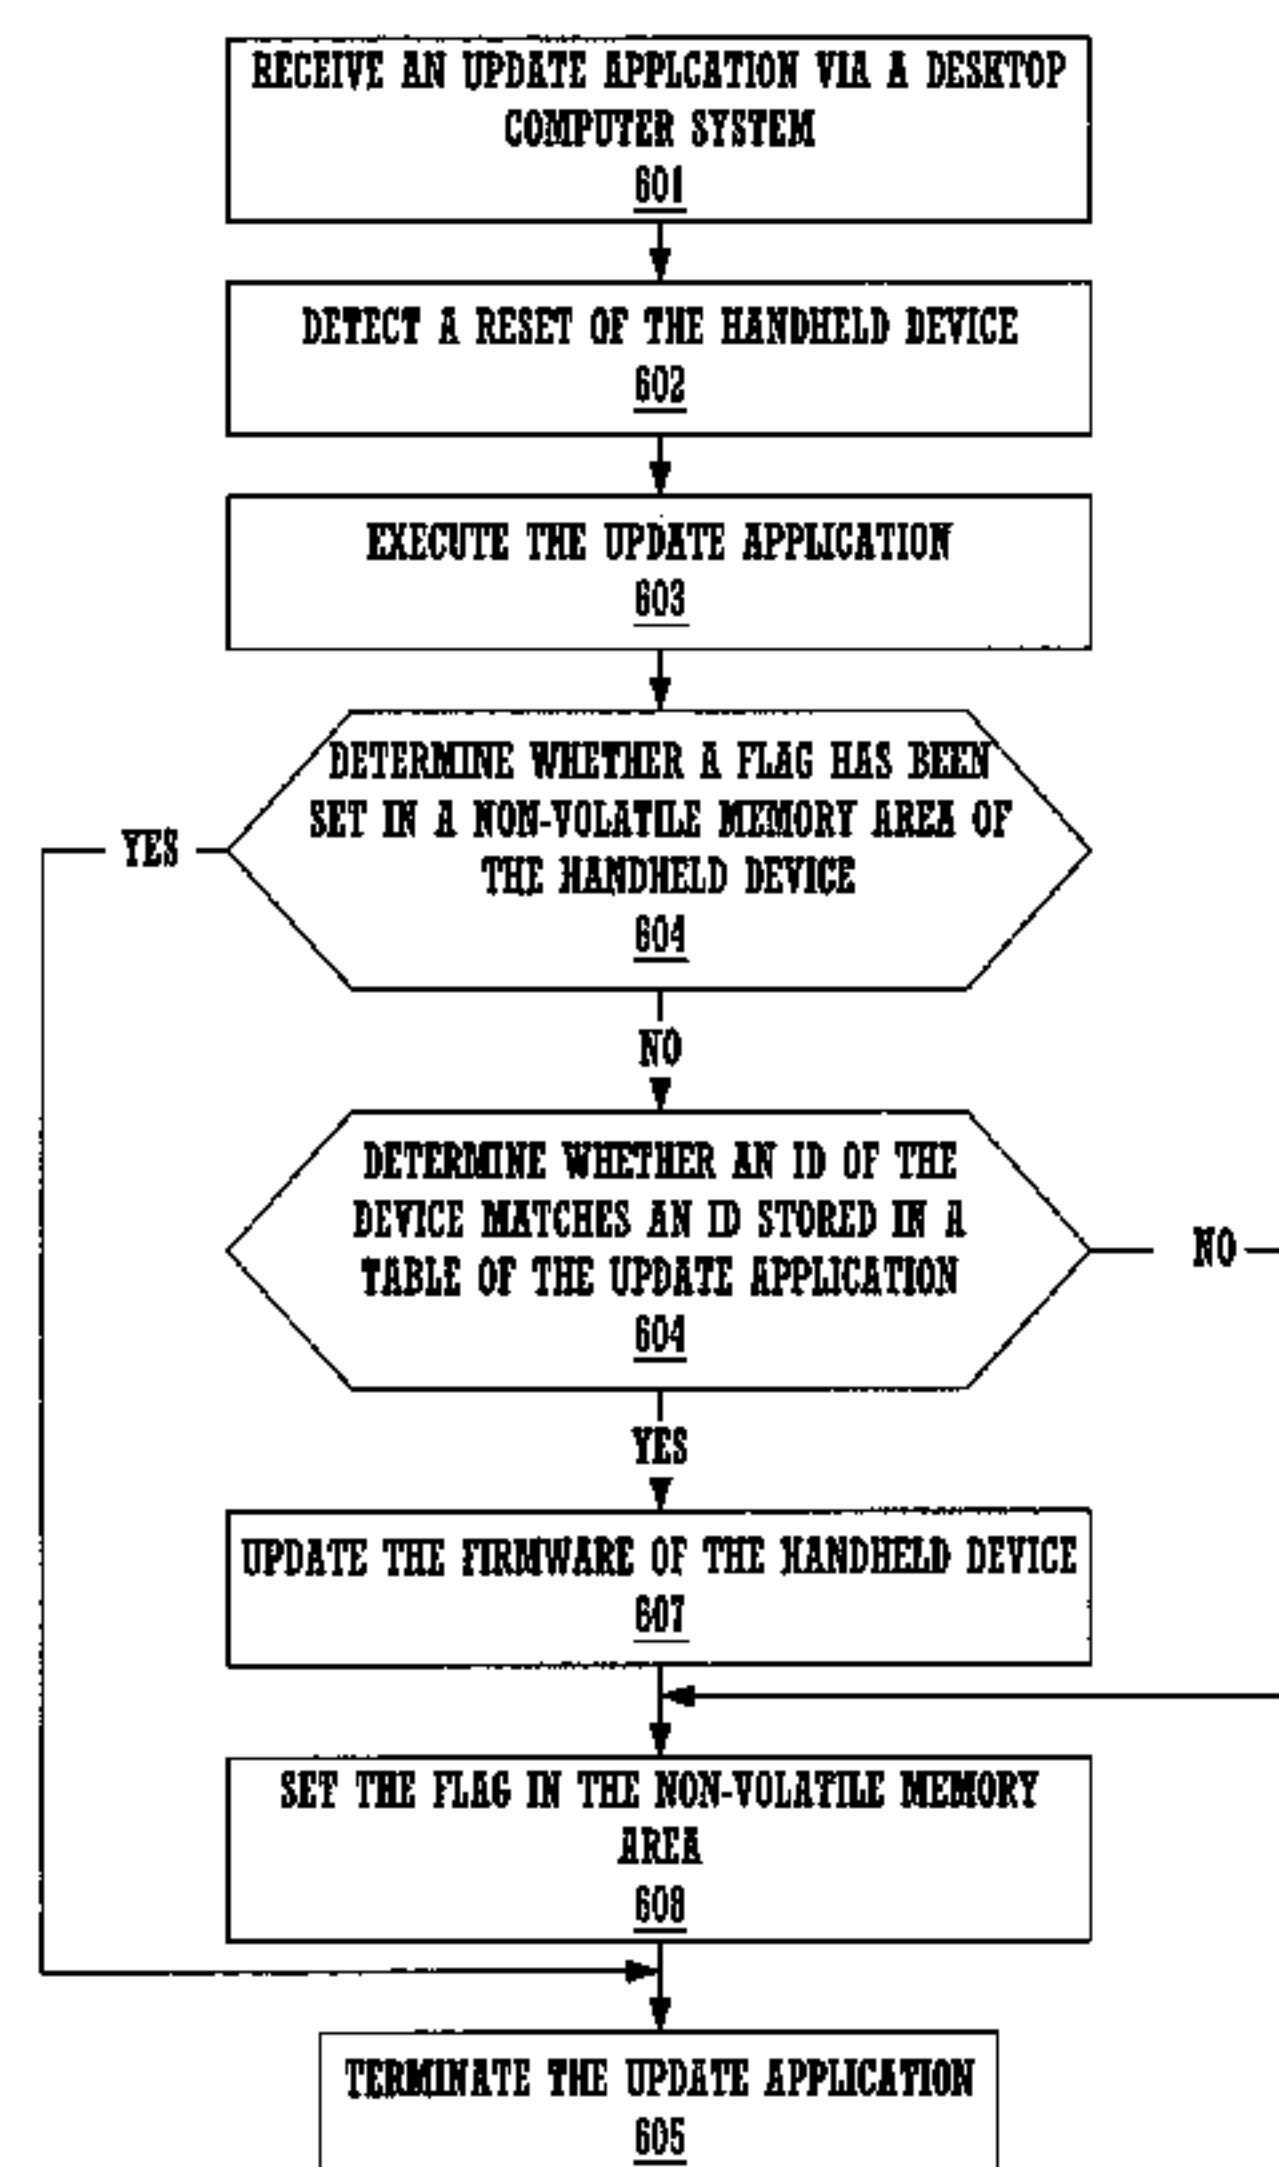 RECEIVE AN UPDATE APPLCATION VIA A DESKTOP
COMPUTER SYSTEM
601
DETECT A RESET OF THE HANDHELD DEVICE
602
EXECUTE THE UPDATE APPLICATION
603
DETERMINE WHETHER A FLAG HAS BEEN
SET IN A NON-VOLATILE MEMORY AREA OF
THE HANDHELD DEVICE
604
YES
NO
DETERMINE WHETHER AN ID OF THE
DEVICE MATCHES AN ID STORED IN A
TABLE OF THE UPDATE APPLICATION
604
NO
YES
UPDATE THE FIRMWARE OF THE HANDHELD DEVICE
607
SET THE FLAG IN THE NON-VOLATILE MEMORY
AREA
608
TERMINATE THE UPDATE APPLICATION
605